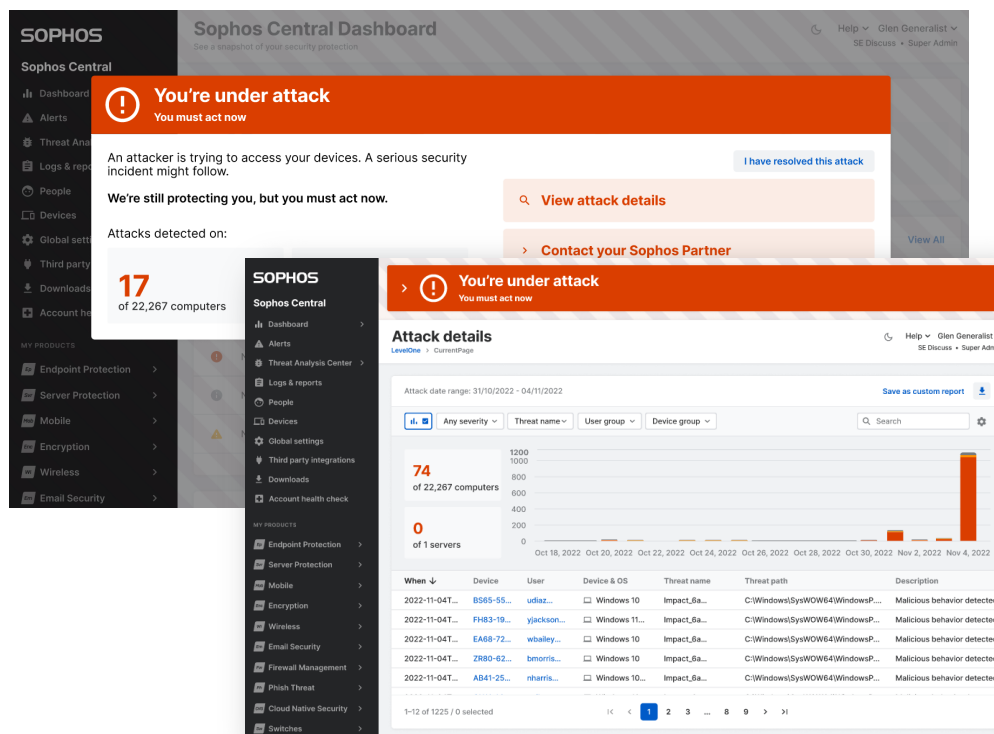 SOPHOS
Sophos Central
Dashboard
Alerts
Threat Ana
Logs & repo
People
Devices
Global setti
Third party
Downloads
Account he
MY PRODUCTS
Endpoint Protection
Server Protection
Mobile
Encryption
Wireless
Email Security
Sophos Central Dashboard
See a snapshot of your security protection
Help
Glen Generalist
SE Discuss • Super Admin
View All
You're under attack
You must act now
An attacker is trying to access your devices. A serious security
incident might follow.
We're still protecting you, but you must act now.
Attacks detected on:
17
of 22,267 computers
I have resolved this attack
View attack details
Contact your Sophos Partner
SOPHOS
Sophos Central
Dashboard
Alerts
Threat Analysis Center
Logs & reports
People
Devices
Global settings
Third party integrations
Downloads
Account health check
MY PRODUCTS
Endpoint Protection
Server Protection
Mobile
Encryption
Wireless
Email Security
Firewall Management
Phish Threat
Cloud Native Security
Switches
You're under attack
You must act now
Attack details
LevelOne > CurrentPage
Help
Glen Generalist
SE Discuss • Super Adm
Attack date range: 31/10/2022 - 04/11/2022
Save as custom report
Any severity
Threat name
User group
Device group
Search
74
of 22,267 computers
0
of 1 servers
1200
1000
800
600
400
200
0
Oct 18, 2022 Oct 20, 2022 Oct 22, 2022 Oct 24, 2022 Oct 26, 2022 Oct 28, 2022 Oct 30, 2022 Nov 2, 2022 Nov 4, 2022
When Device User Device & OS Threat name Threat path Description
2022-11-04T... BS65-55... udiaz... Windows 10 Impact_6a... C:\Windows\SysWOW64\WindowsP.... Malicious behavior detected
2022-11-04T... FH83-19... yjackson... Windows 11... Impact_6a... C:\Windows\SysWOW64\WindowsP... Malicious behavior detected
2022-11-04T... EA68-72... wbailey... Windows 10 Impact_6a... C:\Windows\SysWOW64\WindowsP... Malicious behavior detected
2022-11-04T... ZR80-62... bmorris... Windows 10 Impact_6a... C:\Windows\SysWOW64\WindowsP... Malicious behavior detected
2022-11-04T... AB41-25... nharris... Windows 10... Impact_6a... C:\Windows\SysWOW64\WindowsP... Malicious behavior detected
1–12 of 1225 / 0 selected
1 2 3 ... 8 9